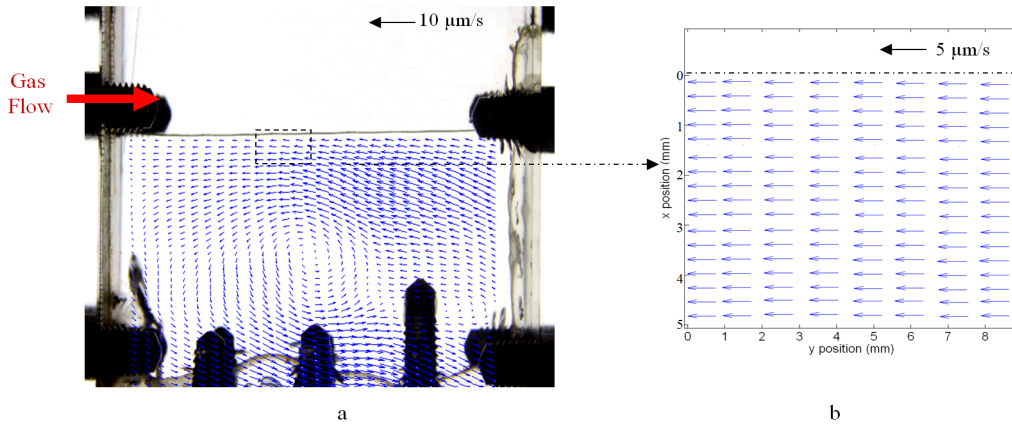 10 µm/s
Gas
Flow
5 µm/s
0
1
2
3
4
5
x position (mm)
0 1 2 3 4 5 6 7 8
y position (mm)
a
b